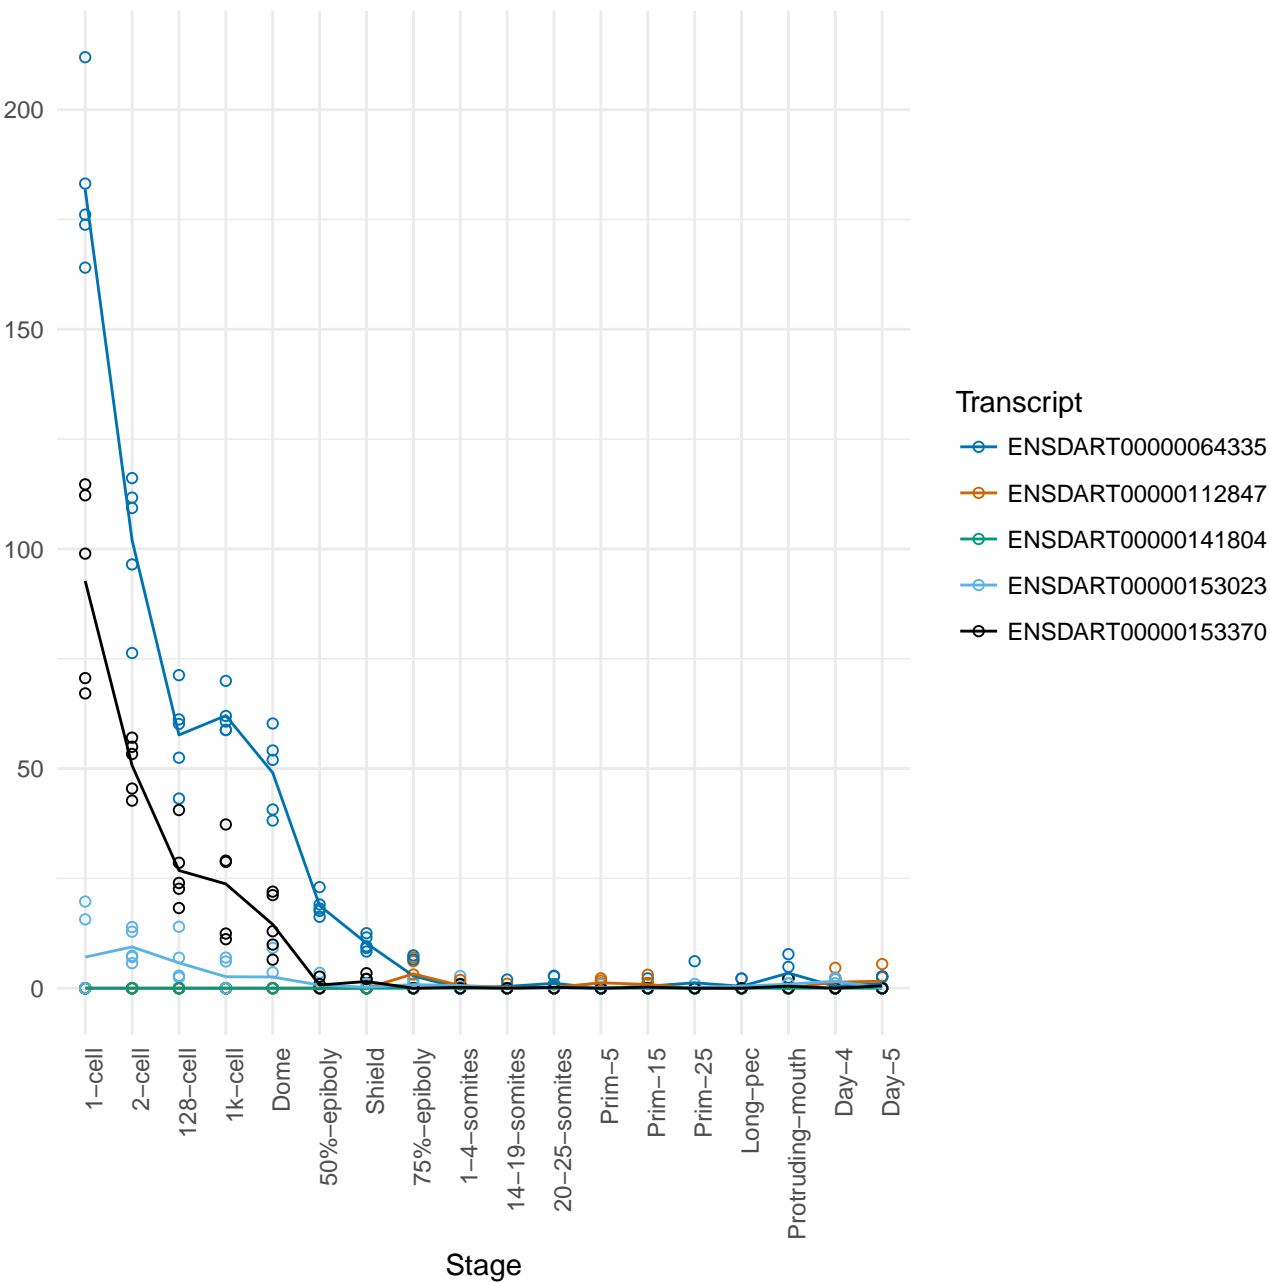 200
150
100
50
0
1−cell
2−cell
128−cell
1k−cell
Dome
50%−epiboly
Shield
75%−epiboly
1−4−somites
14−19−somites
20−25−somites
Prim−5
Prim−15
Prim−25
Long−pec
Protruding−mouth
Day−4
Day−5
Stage
Transcript
ENSDART00000064335
ENSDART00000112847
ENSDART00000141804
ENSDART00000153023
ENSDART00000153370